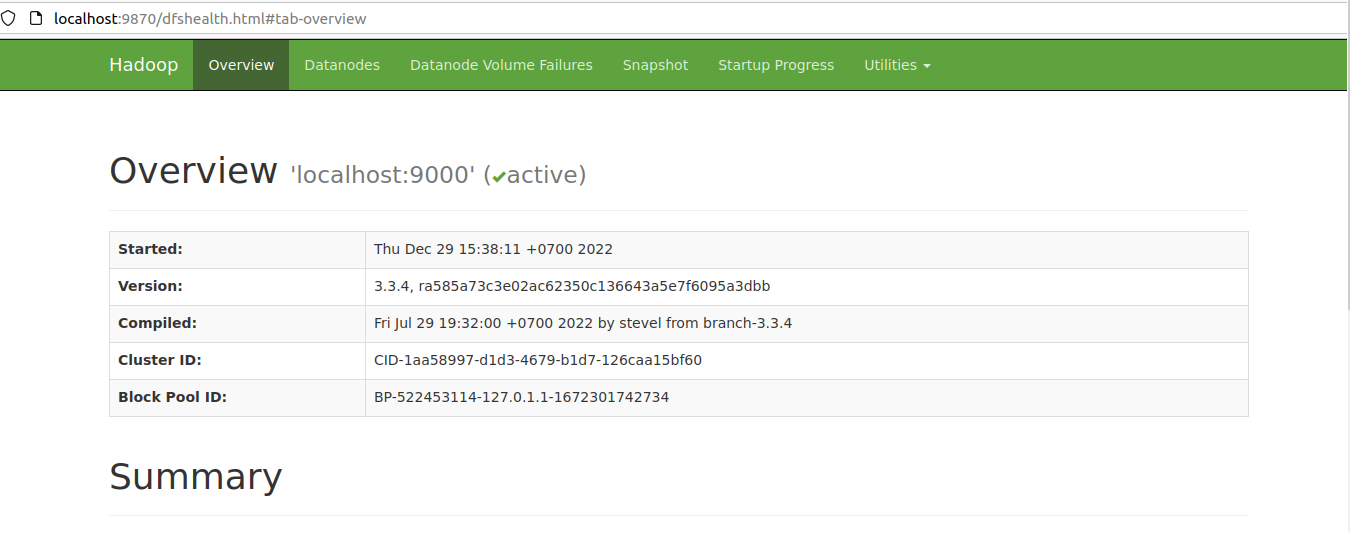 localhost:9870/dfshealth.html#tab-overview
Hadoop Overview Datanodes Datanode Volume Failures Snapshot Startup Progress Utilities
Overview 'localhost:9000' (✔active)
Started: Thu Dec 29 15:38:11 +0700 2022
Version: 3.3.4, ra585a73c3e02ac62350c136643a5e7f6095a3dbb
Compiled: Fri Jul 29 19:32:00 +0700 2022 by stevel from branch-3.3.4
Cluster ID: CID-1aa58997-d1d3-4679-b1d7-126caa15bf60
Block Pool ID: BP-522453114-127.0.1.1-1672301742734
Summary